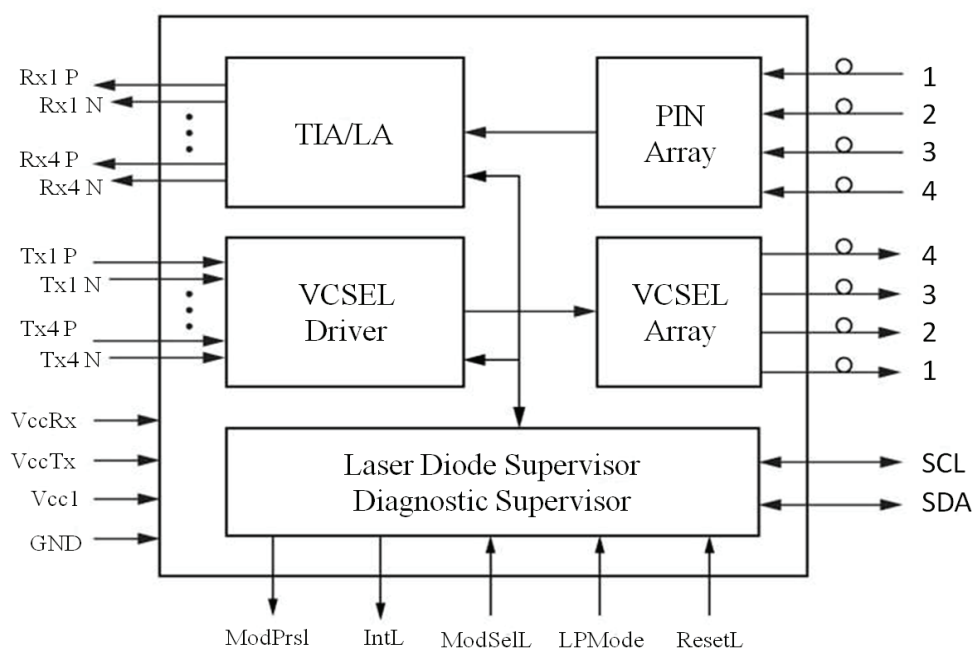 Rx1 P
Rx1 N
Rx4 P
Rx4 N
TIA/LA
PIN
Array
1
2
3
4
Tx1 P
Tx1 N
Tx4 P
Tx4 N
VCSEL
Driver
VCSEL
Array
4
3
2
1
VccRx
VccTx
Vcc1
GND
Laser Diode Supervisor
Diagnostic Supervisor
SCL
SDA
ModPrsl
IntL
ModSelL
LPMode
ResetL